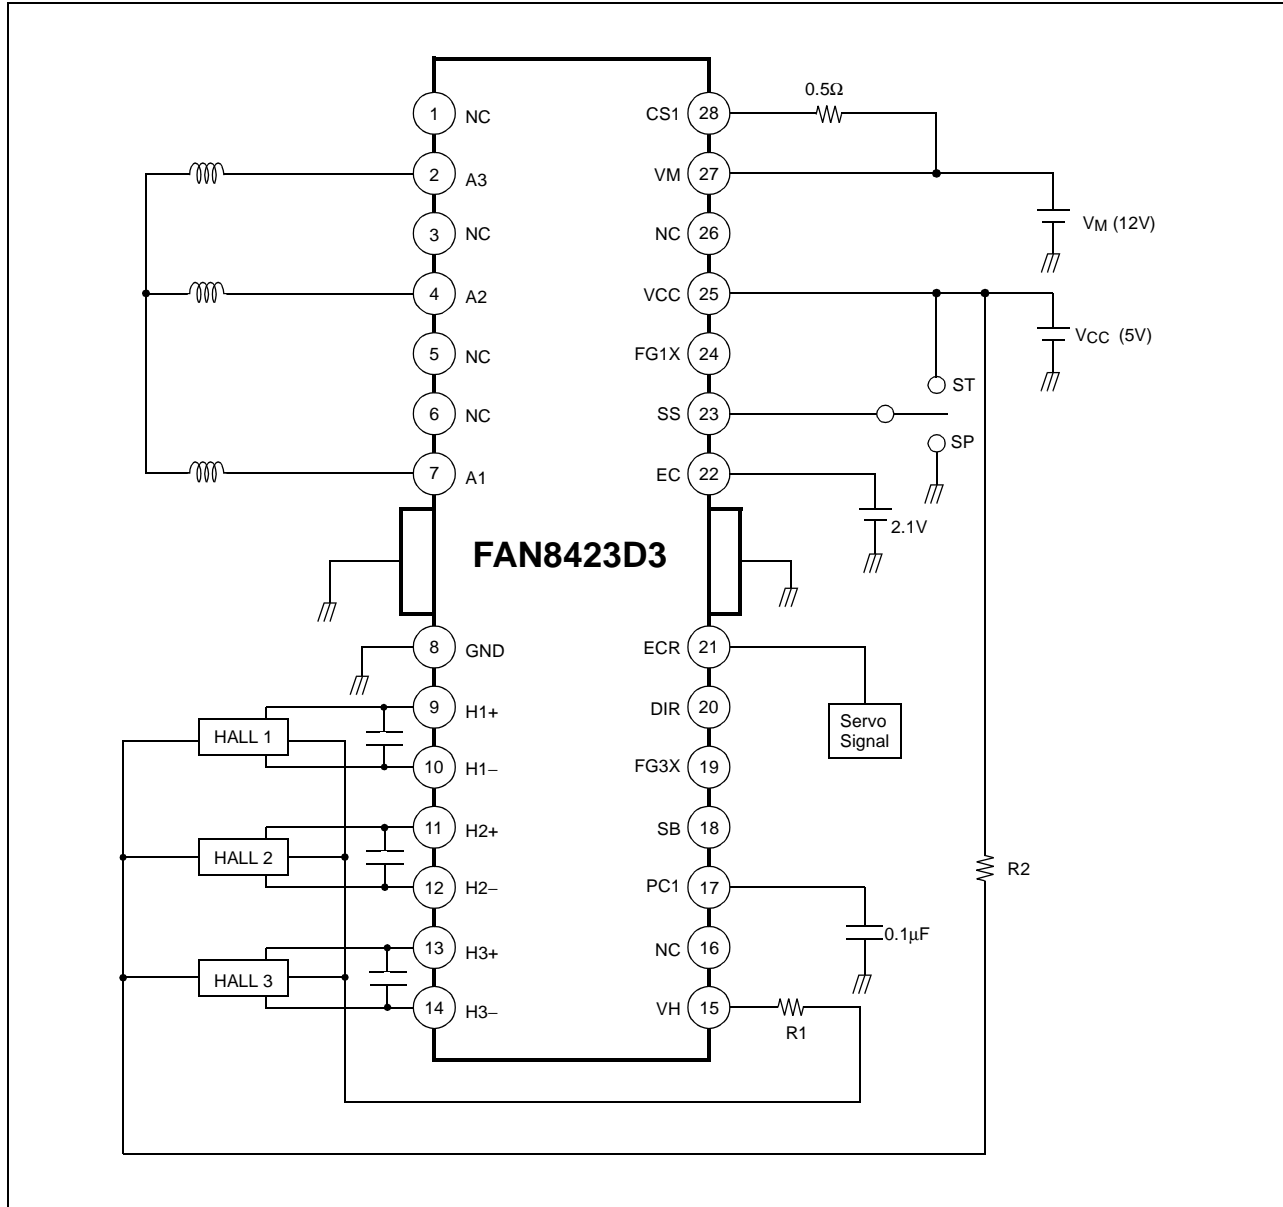 0.5Ω
1 NC CS1 28
2 A3 VM 27
3 NC NC 26
VM (12V)
4 A2 VCC 25
VCC (5V)
5 NC FG1X 24
ST
6 NC SS 23
SP
7 A1 EC 22
2.1V
FAN8423D3
8 GND ECR 21
9 H1+ DIR 20
Servo
Signal
HALL 1
10 H1− FG3X 19
11 H2+ SB 18
HALL 2
R2
12 H2− PC1 17
0.1µF
13 H3+ NC 16
HALL 3
14 H3− VH 15
R1